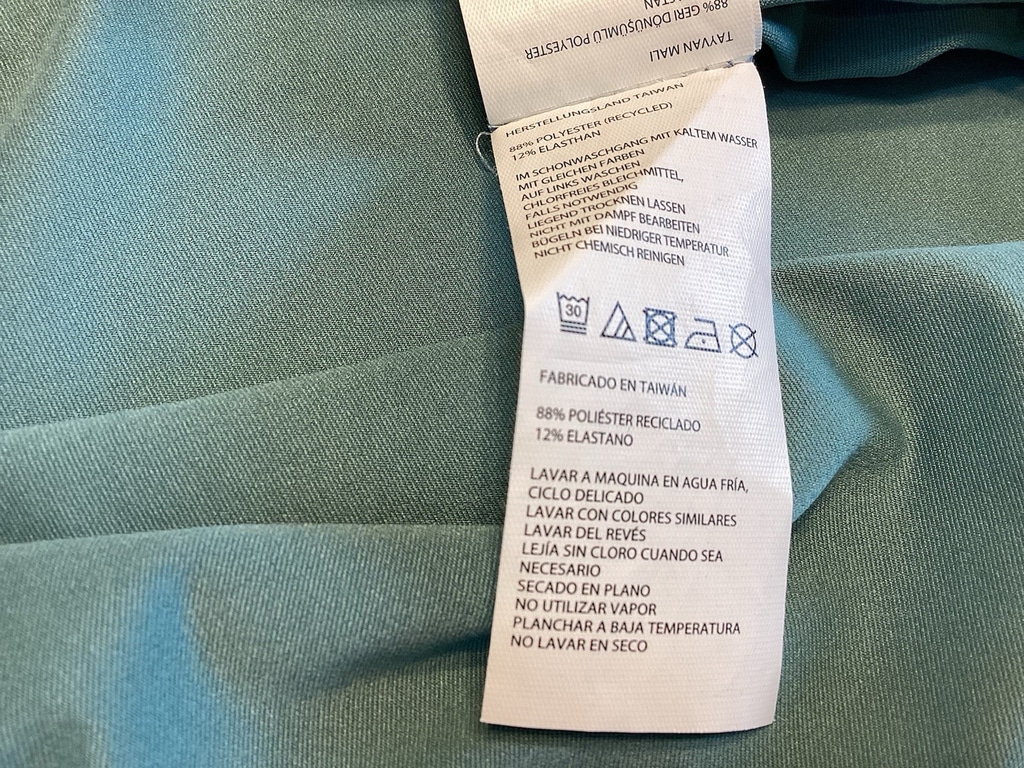 TAYVAN MALI
88% GERİ DÖNÜŞÜMLÜ POLYESTER
HERSTELLUNGSLAND TAIWAN
88% POLYESTER (RECYCLED)
12% ELASTHAN
IM SCHONWASCHGANG MIT KALTEM WASSER
MIT GLEICHEN FARBEN
AUF LINKS WASCHEN
CHLORFREIES BLEICHMITTEL,
FALLS NOTWENDIG
LIEGEND TROCKNEN LASSEN
NICHT MIT DAMPF BEARBEITEN
BÜGELN BEI NIEDRIGER TEMPERATUR
NICHT CHEMISCH REINIGEN
30
FABRICADO EN TAIWÁN
88% POLIÉSTER RECICLADO
12% ELASTANO
LAVAR A MAQUINA EN AGUA FRÍA,
CICLO DELICADO
LAVAR CON COLORES SIMILARES
LAVAR DEL REVÉS
LEJÍA SIN CLORO CUANDO SEA
NECESARIO
SECADO EN PLANO
NO UTILIZAR VAPOR
PLANCHAR A BAJA TEMPERATURA
NO LAVAR EN SECO